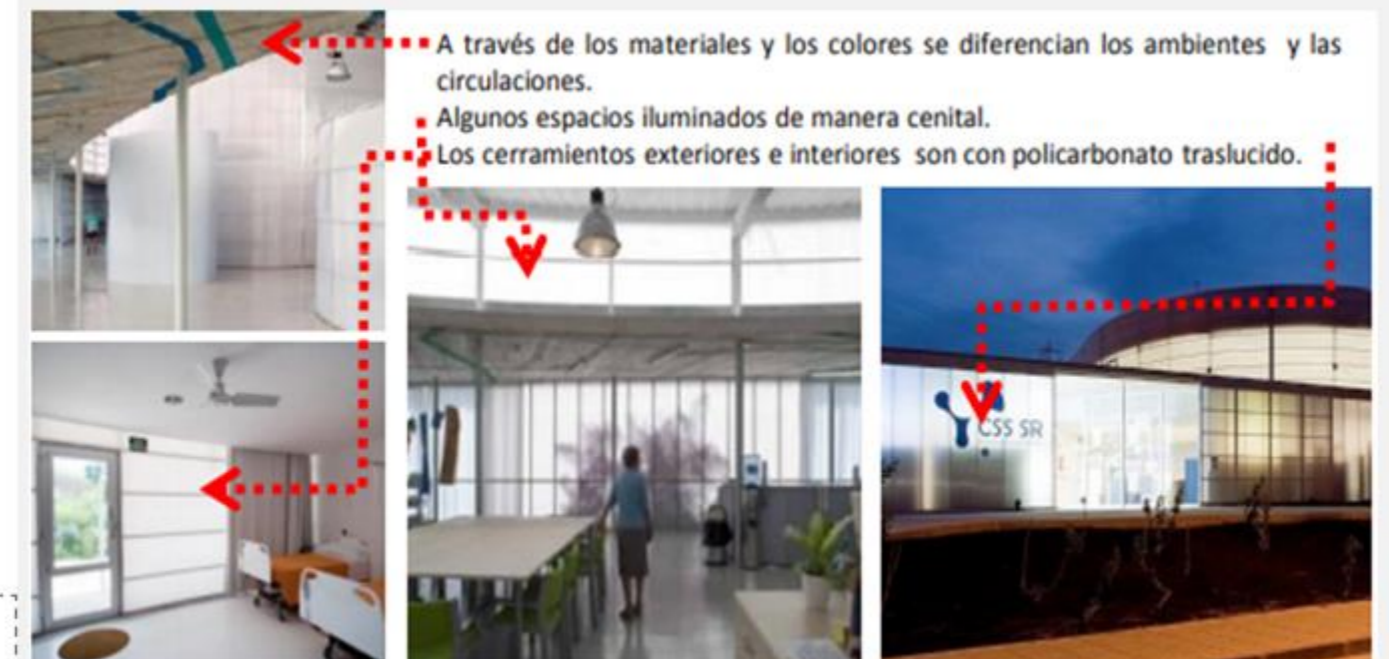 A través de los materiales y los colores se diferencian los ambientes y las
circulaciones.
Algunos espacios iluminados de manera cenital.
Los cerramientos exteriores e interiores son con policarbonato traslucido.
CSS SR